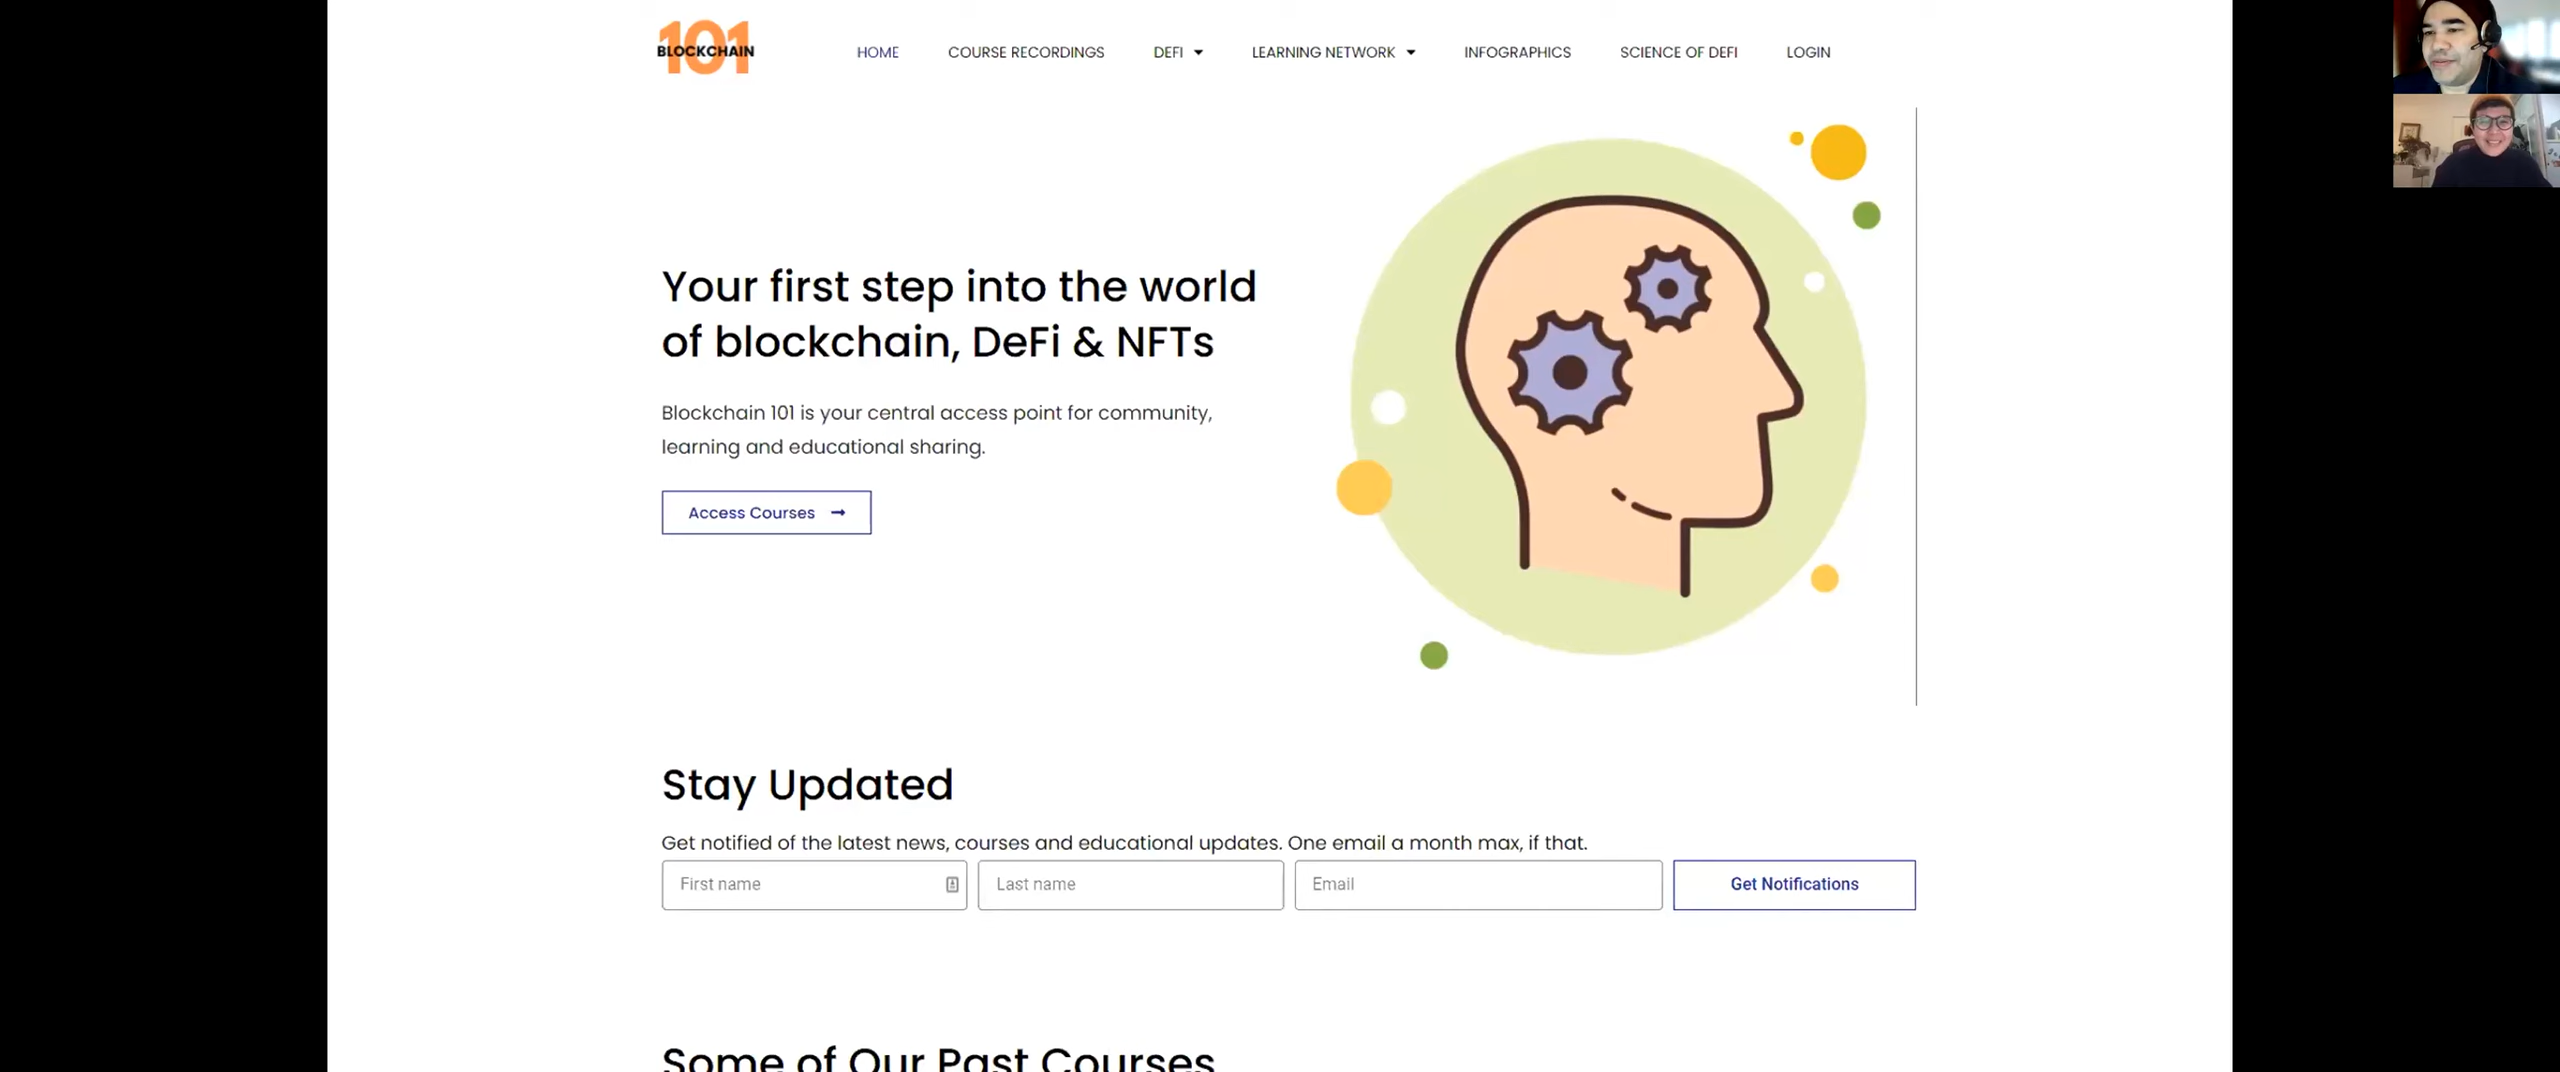 101
BLOCKCHAIN
HOME
COURSE RECORDINGS
DEFI
LEARNING NETWORK
INFOGRAPHICS
SCIENCE OF DEFI
LOGIN
Your first step into the world
of blockchain, DeFi & NFTs
Blockchain 101 is your central access point for community,
learning and educational sharing.
Access Courses →
Stay Updated
Get notified of the latest news, courses and educational updates. One email a month max, if that.
First name
Last name
Email
Get Notifications
Some of Our Past Courses